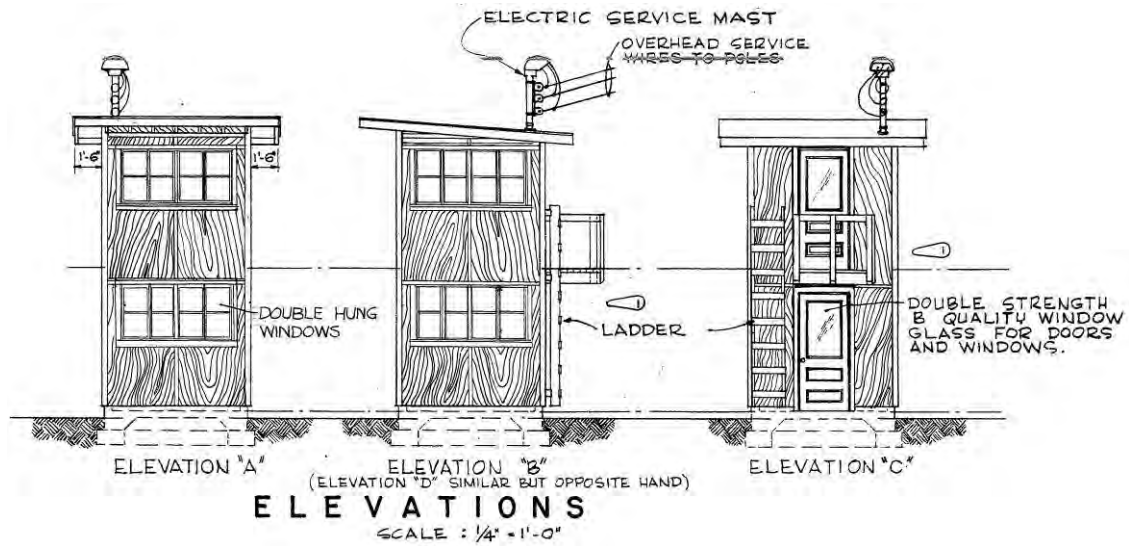 ELECTRIC SERVICE MAST
OVERHEAD SERVICE
WIRES TO POLES
1'-6"
1'-6"
DOUBLE HUNG
WINDOWS
LADDER
DOUBLE STRENGTH
B QUALITY WINDOW
GLASS FOR DOORS
AND WINDOWS.
1
1
ELEVATION "A"
ELEVATION "B"
(ELEVATION "D" SIMILAR BUT OPPOSITE HAND)
ELEVATION "C"
ELEVATIONS
SCALE : 1/4" = 1'-0"